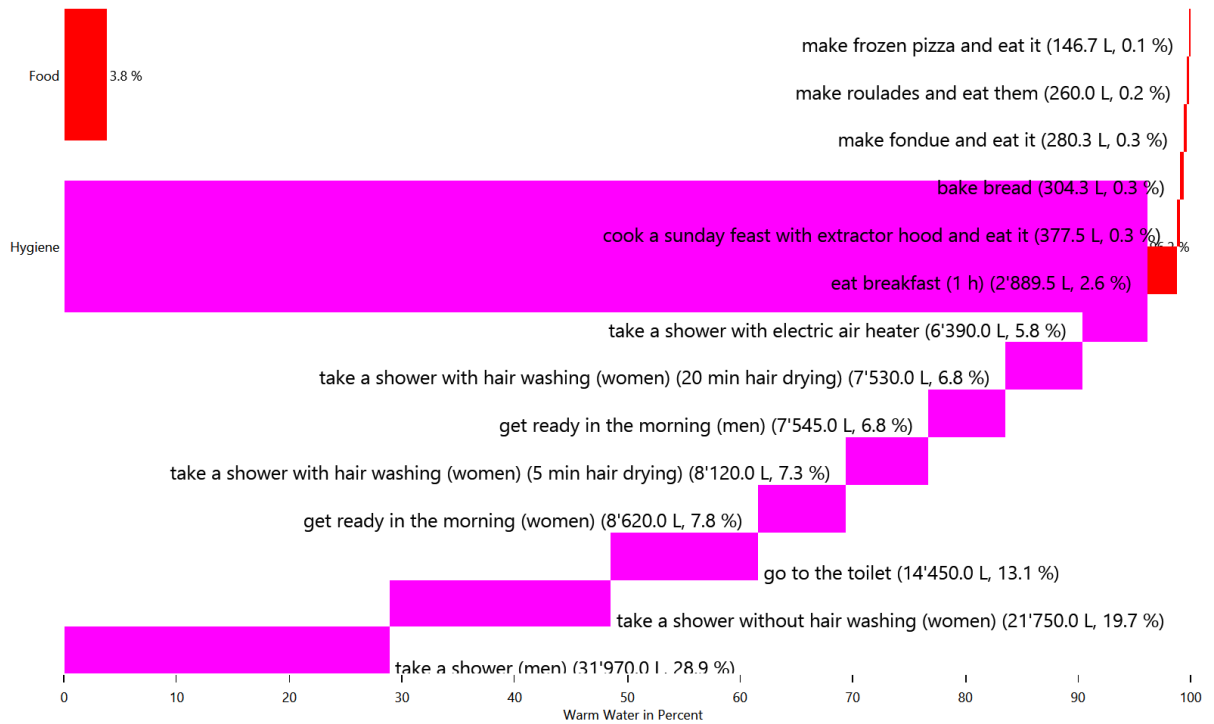 make frozen pizza and eat it (146.7 L, 0.1 %)
Food
3.8 %
make roulades and eat them (260.0 L, 0.2 %)
make fondue and eat it (280.3 L, 0.3 %)
bake bread (304.3 L, 0.3 %)
cook a sunday feast with extractor hood and eat it (377.5 L, 0.3 %)
Hygiene
96.2 %
eat breakfast (1 h) (2'889.5 L, 2.6 %)
take a shower with electric air heater (6'390.0 L, 5.8 %)
take a shower with hair washing (women) (20 min hair drying) (7'530.0 L, 6.8 %)
get ready in the morning (men) (7'545.0 L, 6.8 %)
take a shower with hair washing (women) (5 min hair drying) (8'120.0 L, 7.3 %)
get ready in the morning (women) (8'620.0 L, 7.8 %)
go to the toilet (14'450.0 L, 13.1 %)
take a shower without hair washing (women) (21'750.0 L, 19.7 %)
take a shower (men) (31'970.0 L, 28.9 %)
0 10 20 30 40 50 60 70 80 90 100
Warm Water in Percent